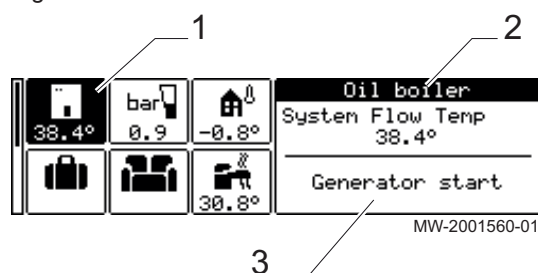 1
2
38.4°
bar
0.9
-0.8°
30.8°
Oil boiler
System Flow Temp
38.4°
Generator start
MW-2001560-01
3